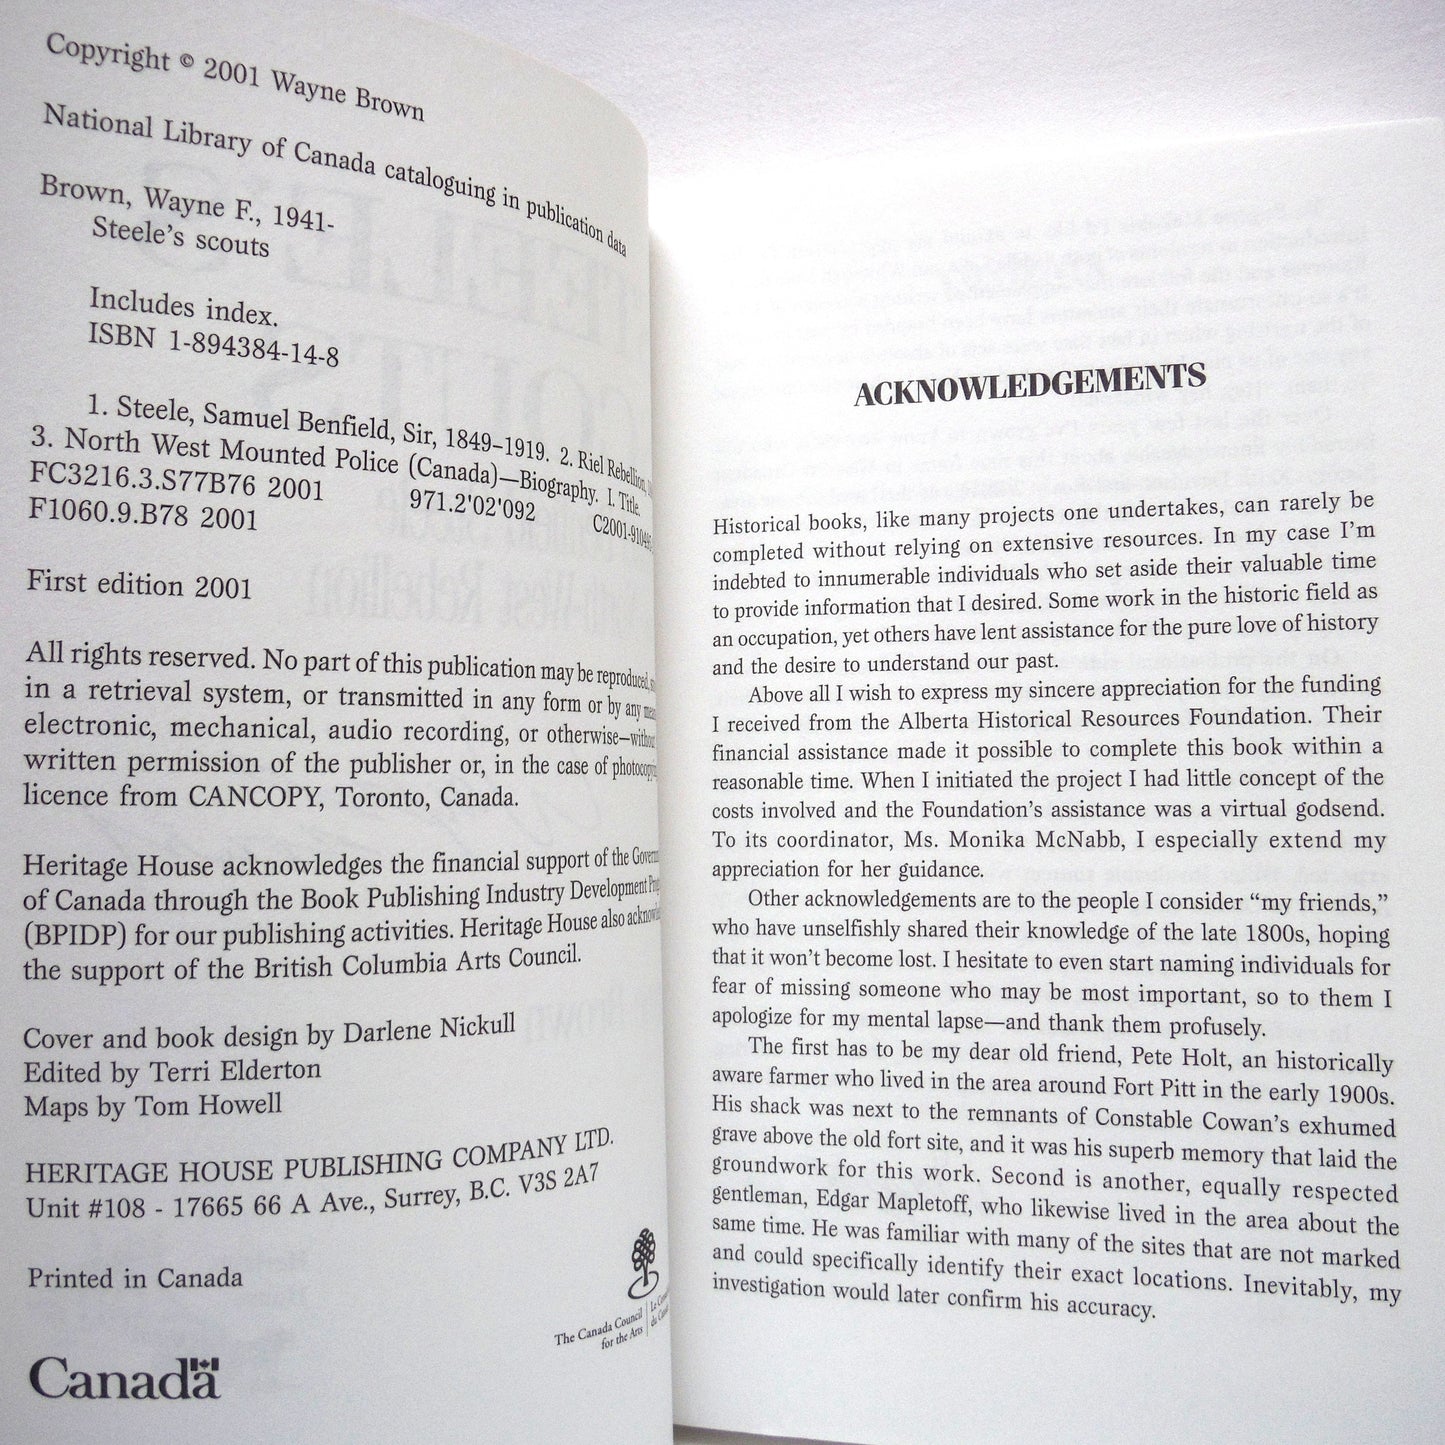 Copyright © 2001 Wayne Brown
National Library of Canada cataloguing in publication data
Brown, Wayne F., 1941-
Steele's scouts
Includes index.
ISBN 1-894384-14-8
1. Steele, Samuel Benfield, Sir, 1849–1919. 2. Riel Rebellion,
3. North West Mounted Police (Canada)—Biography. I. Title.
FC3216.3.S77B76 2001 971.2'02'092
F1060.9.B78 2001
First edition 2001
All rights reserved. No part of this publication may be reproduced,
in a retrieval system, or transmitted in any form or by any
electronic, mechanical, audio recording, or otherwise—without
written permission of the publisher or, in the case of
licence from CANCOPY, Toronto, Canada.
Heritage House acknowledges the financial support of the
of Canada through the Book Publishing Industry Development
(BPIDP) for our publishing activities. Heritage House also
the support of the British Columbia Arts Council.
Cover and book design by Darlene Nickull
Edited by Terri Elderton
Maps by Tom Howell
HERITAGE HOUSE PUBLISHING COMPANY LTD.
Unit #108 - 17665 66 A Ave., Surrey, B.C. V3S 2A7
Printed in Canada
The Canada Council
for the Arts
Canada
ACKNOWLEDGEMENTS
Historical books, like many projects one undertakes, can rarely be
completed without relying on extensive resources. In my case I'm
indebted to innumerable individuals who set aside their valuable time
to provide information that I desired. Some work in the historic field as
an occupation, yet others have lent assistance for the pure love of history
and the desire to understand our past.
Above all I wish to express my sincere appreciation for the funding
I received from the Alberta Historical Resources Foundation. Their
financial assistance made it possible to complete this book within a
reasonable time. When I initiated the project I had little concept of the
costs involved and the Foundation's assistance was a virtual godsend.
To its coordinator, Ms. Monika McNabb, I especially extend my
appreciation for her guidance.
Other acknowledgements are to the people I consider "my friends,"
who have unselfishly shared their knowledge of the late 1800s, hoping
that it won't become lost. I hesitate to even start naming individuals for
fear of missing someone who may be most important, so to them I
apologize for my mental lapse—and thank them profusely.
The first has to be my dear old friend, Pete Holt, an historically
aware farmer who lived in the area around Fort Pitt in the early 1900s.
His shack was next to the remnants of Constable Cowan's exhumed
grave above the old fort site, and it was his superb memory that laid the
groundwork for this work. Second is another, equally respected
gentleman, Edgar Mapletoff, who likewise lived in the area about the
same time. He was familiar with many of the sites that are not marked
and could specifically identify their exact locations. Inevitably, my
investigation would later confirm his accuracy.